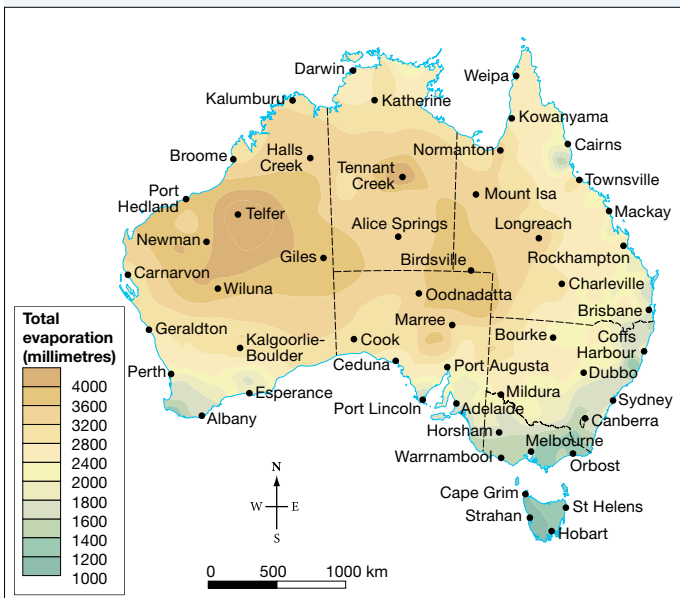 Darwin
Weipa
Kalumburu
Katherine
Kowanyama
Broome
Halls
Creek
Normanton
Cairns
Tennant
Creek
Port
Hedland
Mount Isa
Townsville
Telfer
Mackay
Newman
Alice Springs
Longreach
Giles
Birdsville
Rockhampton
Carnarvon
Wiluna
Oodnadatta
Charleville
Geraldton
Marree
Bourke
Brisbane
Kalgoorlie-
Boulder
Cook
Coffs
Harbour
Perth
Ceduna
Port Augusta
Dubbo
Esperance
Mildura
Sydney
Albany
Port Lincoln
Adelaide
Canberra
Horsham
Melbourne
Warrnambool
Orbost
Cape Grim
St Helens
Strahan
Hobart
Total
evaporation
(millimetres)
4000
3600
3200
2800
2400
2000
1800
1600
1400
1200
1000
N
W E
S
0 500 1000 km